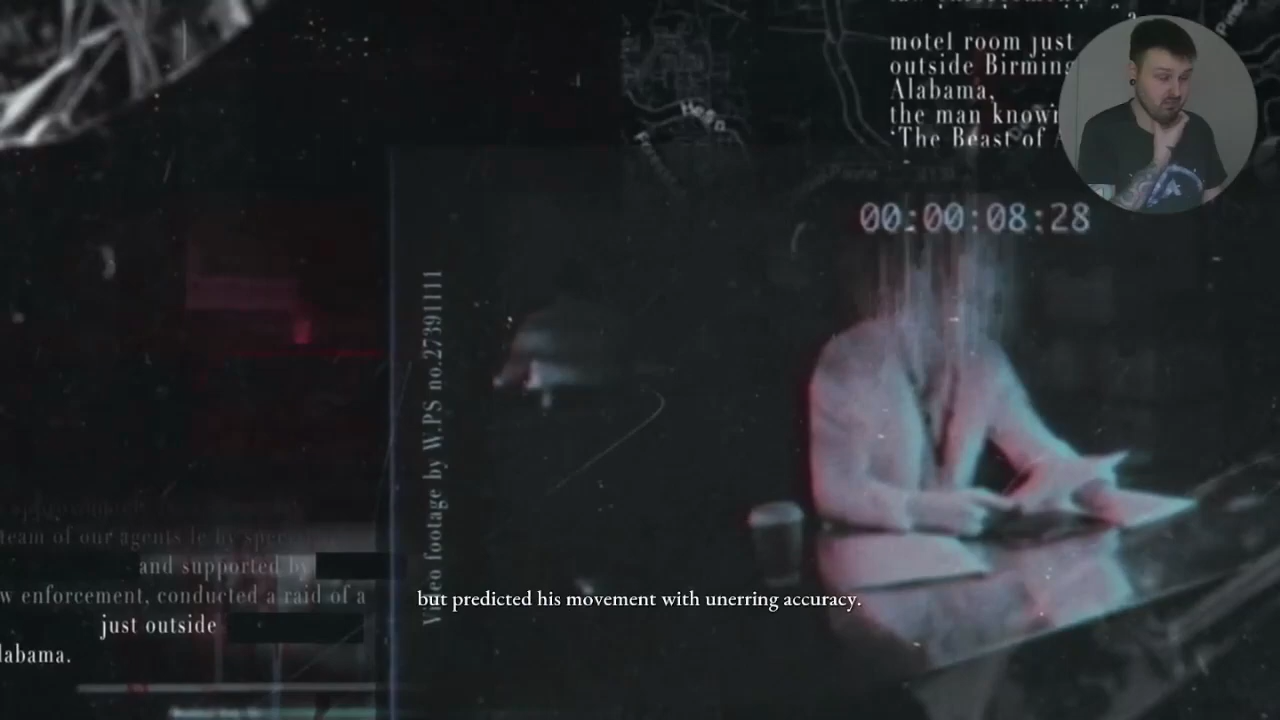 motel room just
outside Birming
Alabama,
the man know
'The Beast of
00:00:08:28
Video footage by W.PS no.27391111
team of our agents le by
and supported by
w enforcement, conducted a raid of a
just outside
labama.
but predicted his movement with unerring accuracy.